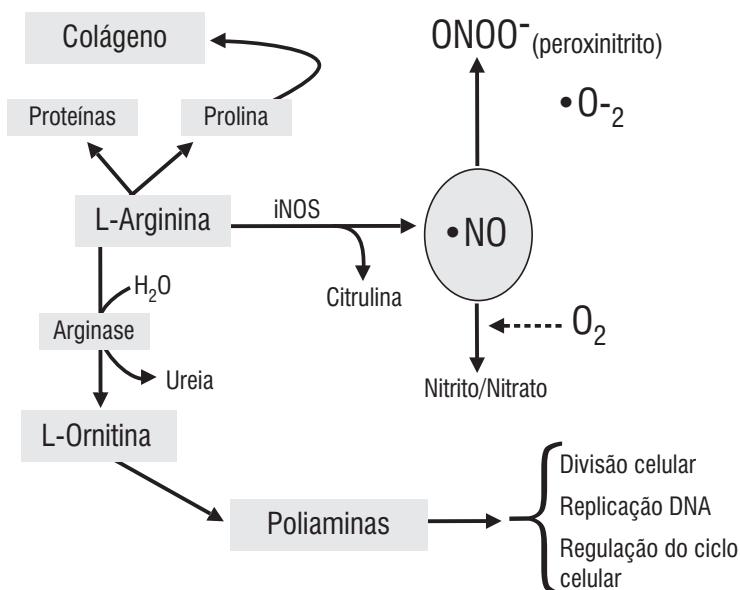 Colágeno
ONOO⁻ (peroxinitrito)
•O-₂
Proteínas
Prolina
L-Arginina
iNOS
•NO
Citrulina
H₂O
Arginase
Ureia
O₂
Nitrito/Nitrato
L-Ornitina
Poliaminas
Divisão celular
Replicação DNA
Regulação do ciclo
celular